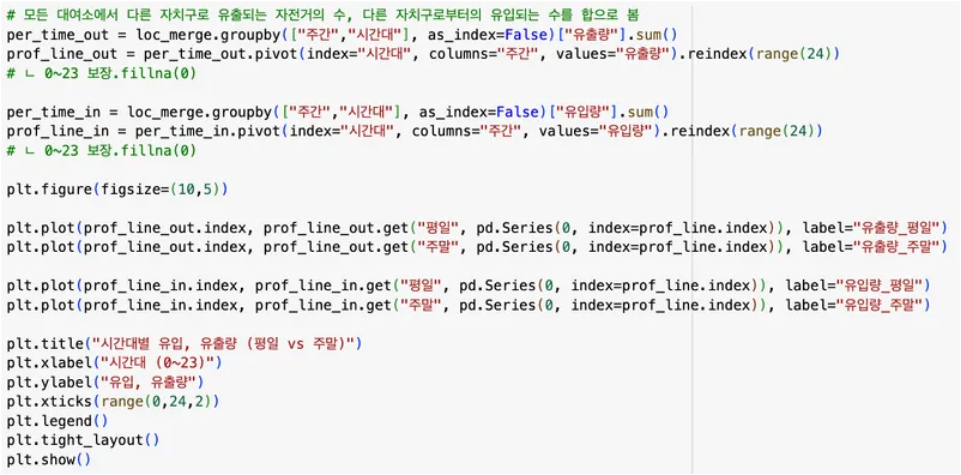 # 모든 대여소에서 다른 자치구로 유출되는 자전거의 수, 다른 자치구로부터의 유입되는 수를 합으로 봄
per_time_out = loc_merge.groupby(["주간","시간대"], as_index=False)["유출량"].sum()
prof_line_out = per_time_out.pivot(index="시간대", columns="주간", values="유출량").reindex(range(24))
# ㄴ 0~23 보장.fillna(0)

per_time_in = loc_merge.groupby(["주간","시간대"], as_index=False)["유입량"].sum()
prof_line_in = per_time_in.pivot(index="시간대", columns="주간", values="유입량").reindex(range(24))
# ㄴ 0~23 보장.fillna(0)

plt.figure(figsize=(10,5))

plt.plot(prof_line_out.index, prof_line_out.get("평일", pd.Series(0, index=prof_line.index)), label="유출량_평일")
plt.plot(prof_line_out.index, prof_line_out.get("주말", pd.Series(0, index=prof_line.index)), label="유출량_주말")

plt.plot(prof_line_in.index, prof_line_in.get("평일", pd.Series(0, index=prof_line.index)), label="유입량_평일")
plt.plot(prof_line_in.index, prof_line_in.get("주말", pd.Series(0, index=prof_line.index)), label="유입량_주말")

plt.title("시간대별 유입, 유출량 (평일 vs 주말)")
plt.xlabel("시간대 (0~23)")
plt.ylabel("유입, 유출량")
plt.xticks(range(0,24,2))
plt.legend()
plt.tight_layout()
plt.show()